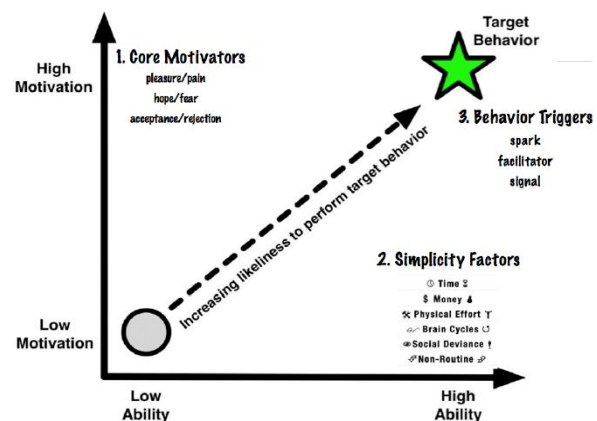 Target
Behavior
High
Motivation
1. Core Motivators
pleasure/pain
hope/fear
acceptance/rejection
3. Behavior Triggers
spark
facilitator
signal
Increasing likeliness to perform target behavior
2. Simplicity Factors
Time
$ Money
Physical Effort
Brain Cycles
Social Deviance
Non-Routine
Low
Motivation
Low
Ability
High
Ability